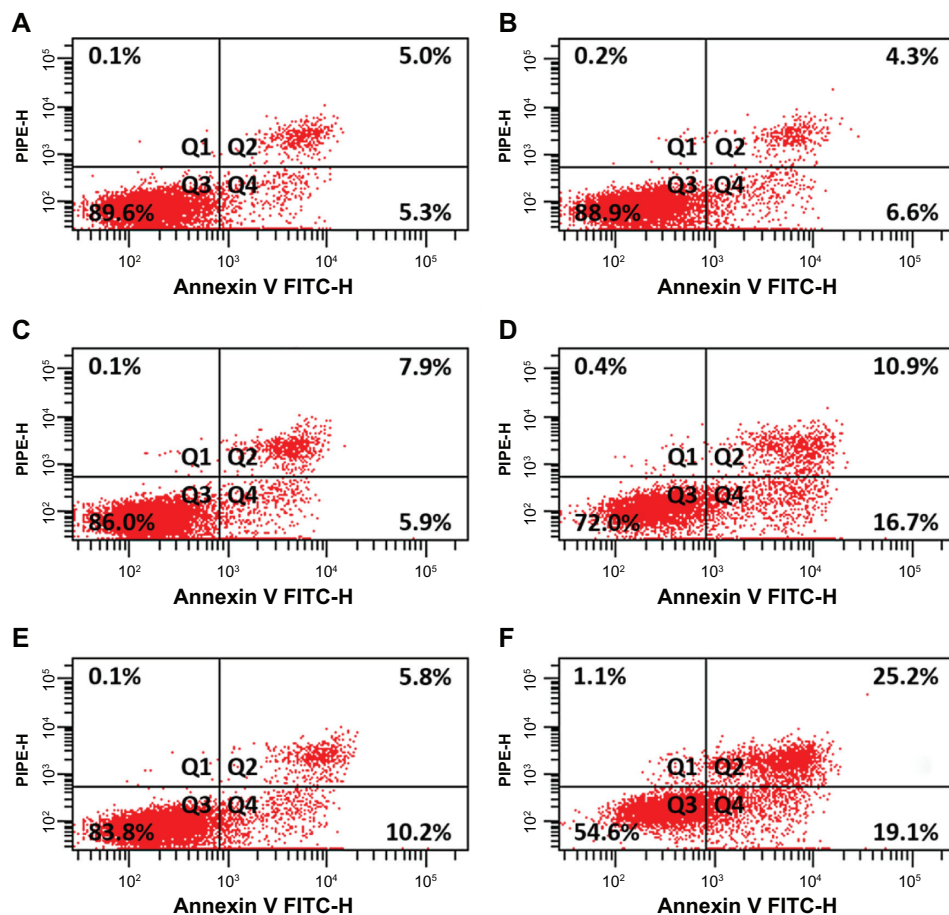 A
0.1%
5.0%
10⁵
10⁴
10³
10²
PIPE-H
Q1
Q2
Q3
Q4
89.6%
5.3%
10² 10³ 10⁴ 10⁵
Annexin V FITC-H
B
0.2%
4.3%
10⁵
10⁴
10³
10²
PIPE-H
Q1
Q2
Q3
Q4
88.9%
6.6%
10² 10³ 10⁴ 10⁵
Annexin V FITC-H
C
0.1%
7.9%
10⁵
10⁴
10³
10²
PIPE-H
Q1
Q2
Q3
Q4
86.0%
5.9%
10² 10³ 10⁴ 10⁵
Annexin V FITC-H
D
0.4%
10.9%
10⁵
10⁴
10³
10²
PIPE-H
Q1
Q2
Q3
Q4
72.0%
16.7%
10² 10³ 10⁴ 10⁵
Annexin V FITC-H
E
0.1%
5.8%
10⁵
10⁴
10³
10²
PIPE-H
Q1
Q2
Q3
Q4
83.8%
10.2%
10² 10³ 10⁴ 10⁵
Annexin V FITC-H
F
1.1%
25.2%
10⁵
10⁴
10³
10²
PIPE-H
Q1
Q2
Q3
Q4
54.6%
19.1%
10² 10³ 10⁴ 10⁵
Annexin V FITC-H